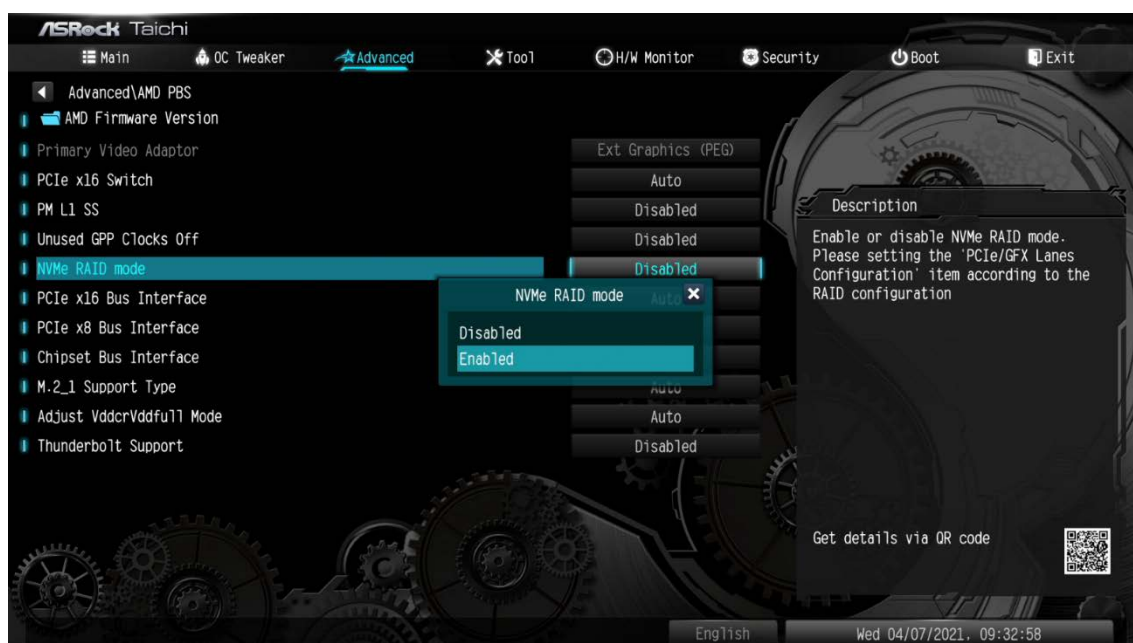 ASRock Taichi
Main OC Tweaker Advanced Tool H/W Monitor Security Boot Exit
Advanced\AMD PBS
AMD Firmware Version
Primary Video Adaptor Ext Graphics (PEG)
PCIe x16 Switch Auto
PM L1 SS Disabled
Unused GPP Clocks Off Disabled
NVMe RAID mode Disabled
PCIe x16 Bus Interface Auto
PCIe x8 Bus Interface
Chipset Bus Interface
M.2_1 Support Type Auto
Adjust VddcrVddfull Mode Auto
Thunderbolt Support Disabled
NVMe RAID mode
Disabled
Enabled
Description
Enable or disable NVMe RAID mode.
Please setting the 'PCIe/GFX Lanes
Configuration' item according to the
RAID configuration
Get details via QR code
English Wed 04/07/2021. 09:32:58